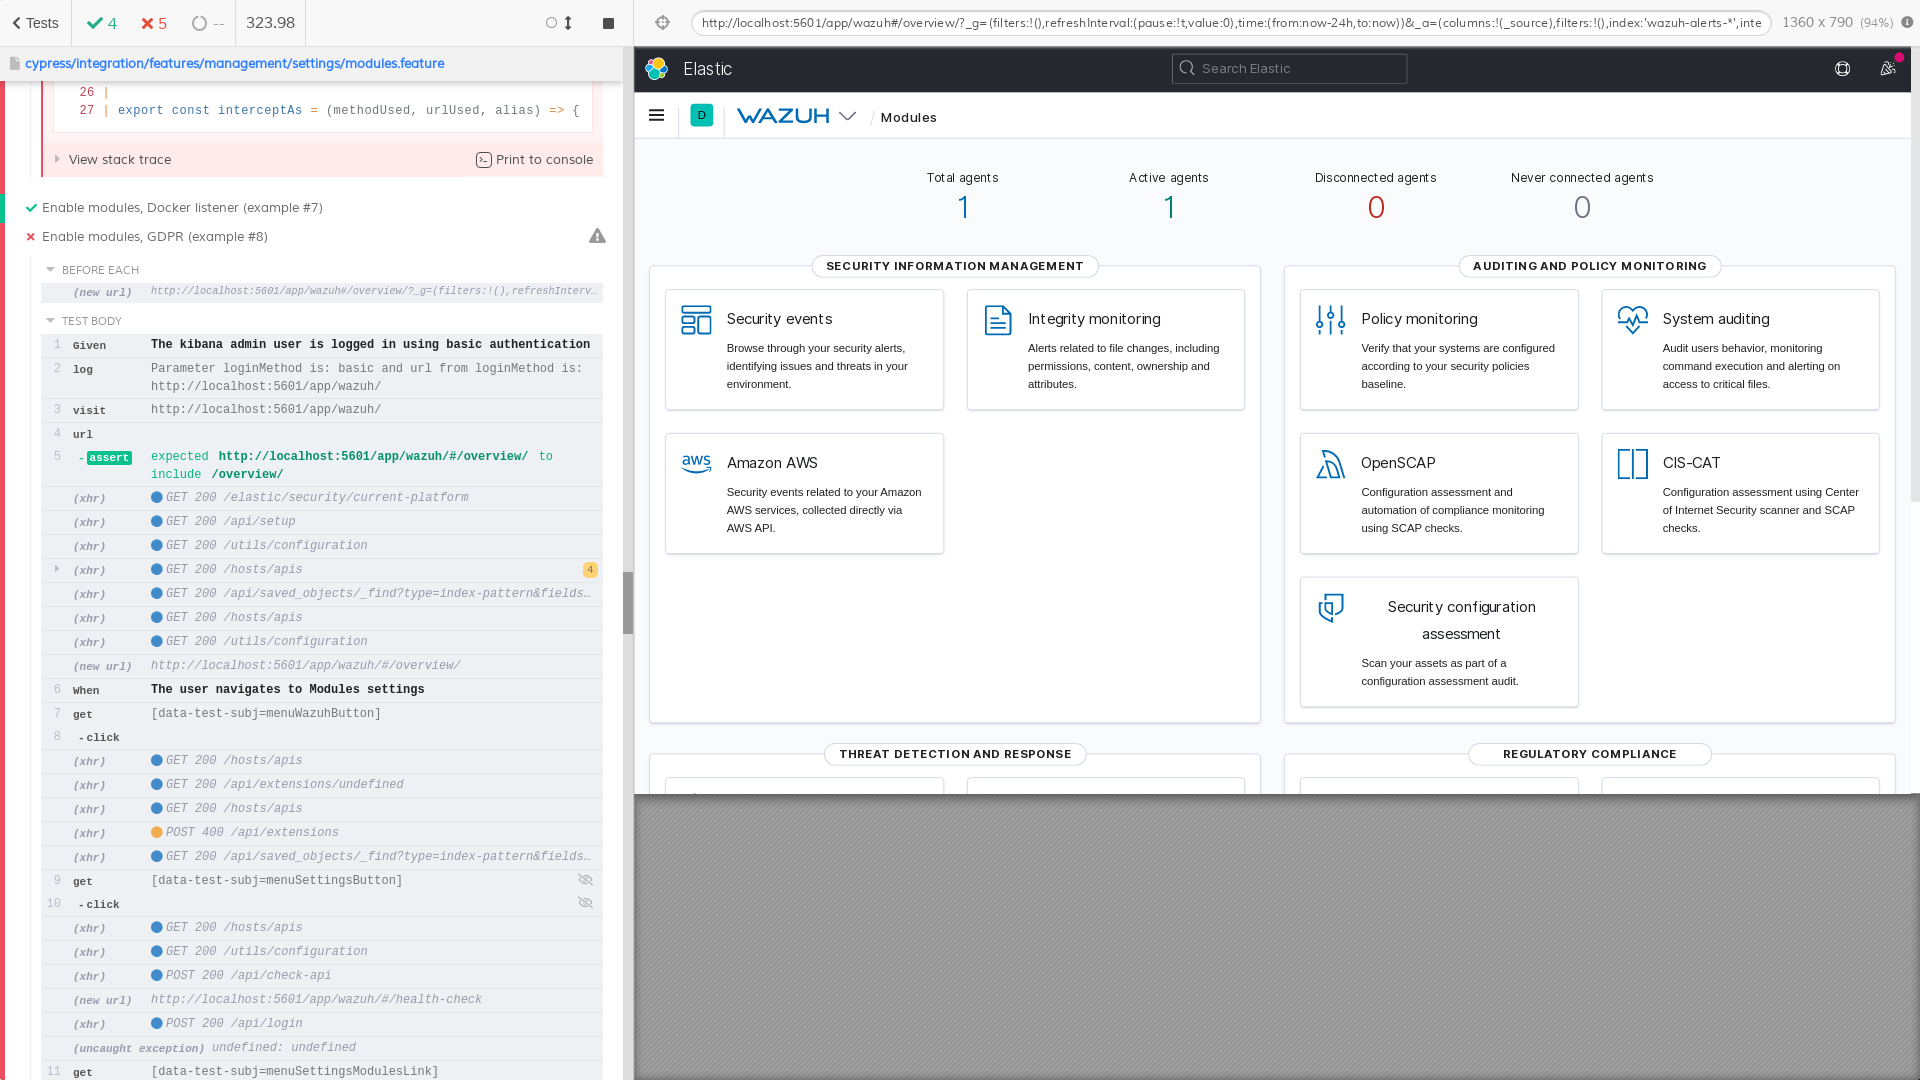 Tests
4
5
--
323.98
http://localhost:5601/app/wazuh#/overview/?_g=(filters:!(),refreshInterval:(pause:!t,value:0),time:(from:now-24h,to:now))&_a=(columns:!(_source),filters:!(),index:'wazuh-alerts-*',inte
1360 x 790 (94%)
cypress/integration/features/management/settings/modules.feature
26 |
27 | export const interceptAs = (methodUsed, urlUsed, alias) => {
View stack trace
Print to console
Enable modules, Docker listener (example #7)
Enable modules, GDPR (example #8)
BEFORE EACH
(new url) http://localhost:5601/app/wazuh#/overview/?_g=(filters:!(),refreshInterv…
TEST BODY
1 Given The kibana admin user is logged in using basic authentication
2 log Parameter loginMethod is: basic and url from loginMethod is:
http://localhost:5601/app/wazuh/
3 visit http://localhost:5601/app/wazuh/
4 url
5 -assert expected http://localhost:5601/app/wazuh/#/overview/ to
include /overview/
(xhr) GET 200 /elastic/security/current-platform
(xhr) GET 200 /api/setup
(xhr) GET 200 /utils/configuration
(xhr) GET 200 /hosts/apis 4
(xhr) GET 200 /api/saved_objects/_find?type=index-pattern&fields…
(xhr) GET 200 /hosts/apis
(xhr) GET 200 /utils/configuration
(new url) http://localhost:5601/app/wazuh/#/overview/
6 When The user navigates to Modules settings
7 get [data-test-subj=menuWazuhButton]
8 -click
(xhr) GET 200 /hosts/apis
(xhr) GET 200 /api/extensions/undefined
(xhr) GET 200 /hosts/apis
(xhr) POST 400 /api/extensions
(xhr) GET 200 /api/saved_objects/_find?type=index-pattern&fields…
9 get [data-test-subj=menuSettingsButton]
10 -click
(xhr) GET 200 /hosts/apis
(xhr) GET 200 /utils/configuration
(xhr) POST 200 /api/check-api
(new url) http://localhost:5601/app/wazuh/#/health-check
(xhr) POST 200 /api/login
(uncaught exception) undefined: undefined
11 get [data-test-subj=menuSettingsModulesLink]
Elastic
Search Elastic
D
WAZUH
/ Modules
Total agents
1
Active agents
1
Disconnected agents
0
Never connected agents
0
SECURITY INFORMATION MANAGEMENT
Security events
Browse through your security alerts,
identifying issues and threats in your
environment.
Integrity monitoring
Alerts related to file changes, including
permissions, content, ownership and
attributes.
aws
Amazon AWS
Security events related to your Amazon
AWS services, collected directly via
AWS API.
AUDITING AND POLICY MONITORING
Policy monitoring
Verify that your systems are configured
according to your security policies
baseline.
System auditing
Audit users behavior, monitoring
command execution and alerting on
access to critical files.
OpenSCAP
Configuration assessment and
automation of compliance monitoring
using SCAP checks.
CIS-CAT
Configuration assessment using Center
of Internet Security scanner and SCAP
checks.
Security configuration
assessment
Scan your assets as part of a
configuration assessment audit.
THREAT DETECTION AND RESPONSE
REGULATORY COMPLIANCE